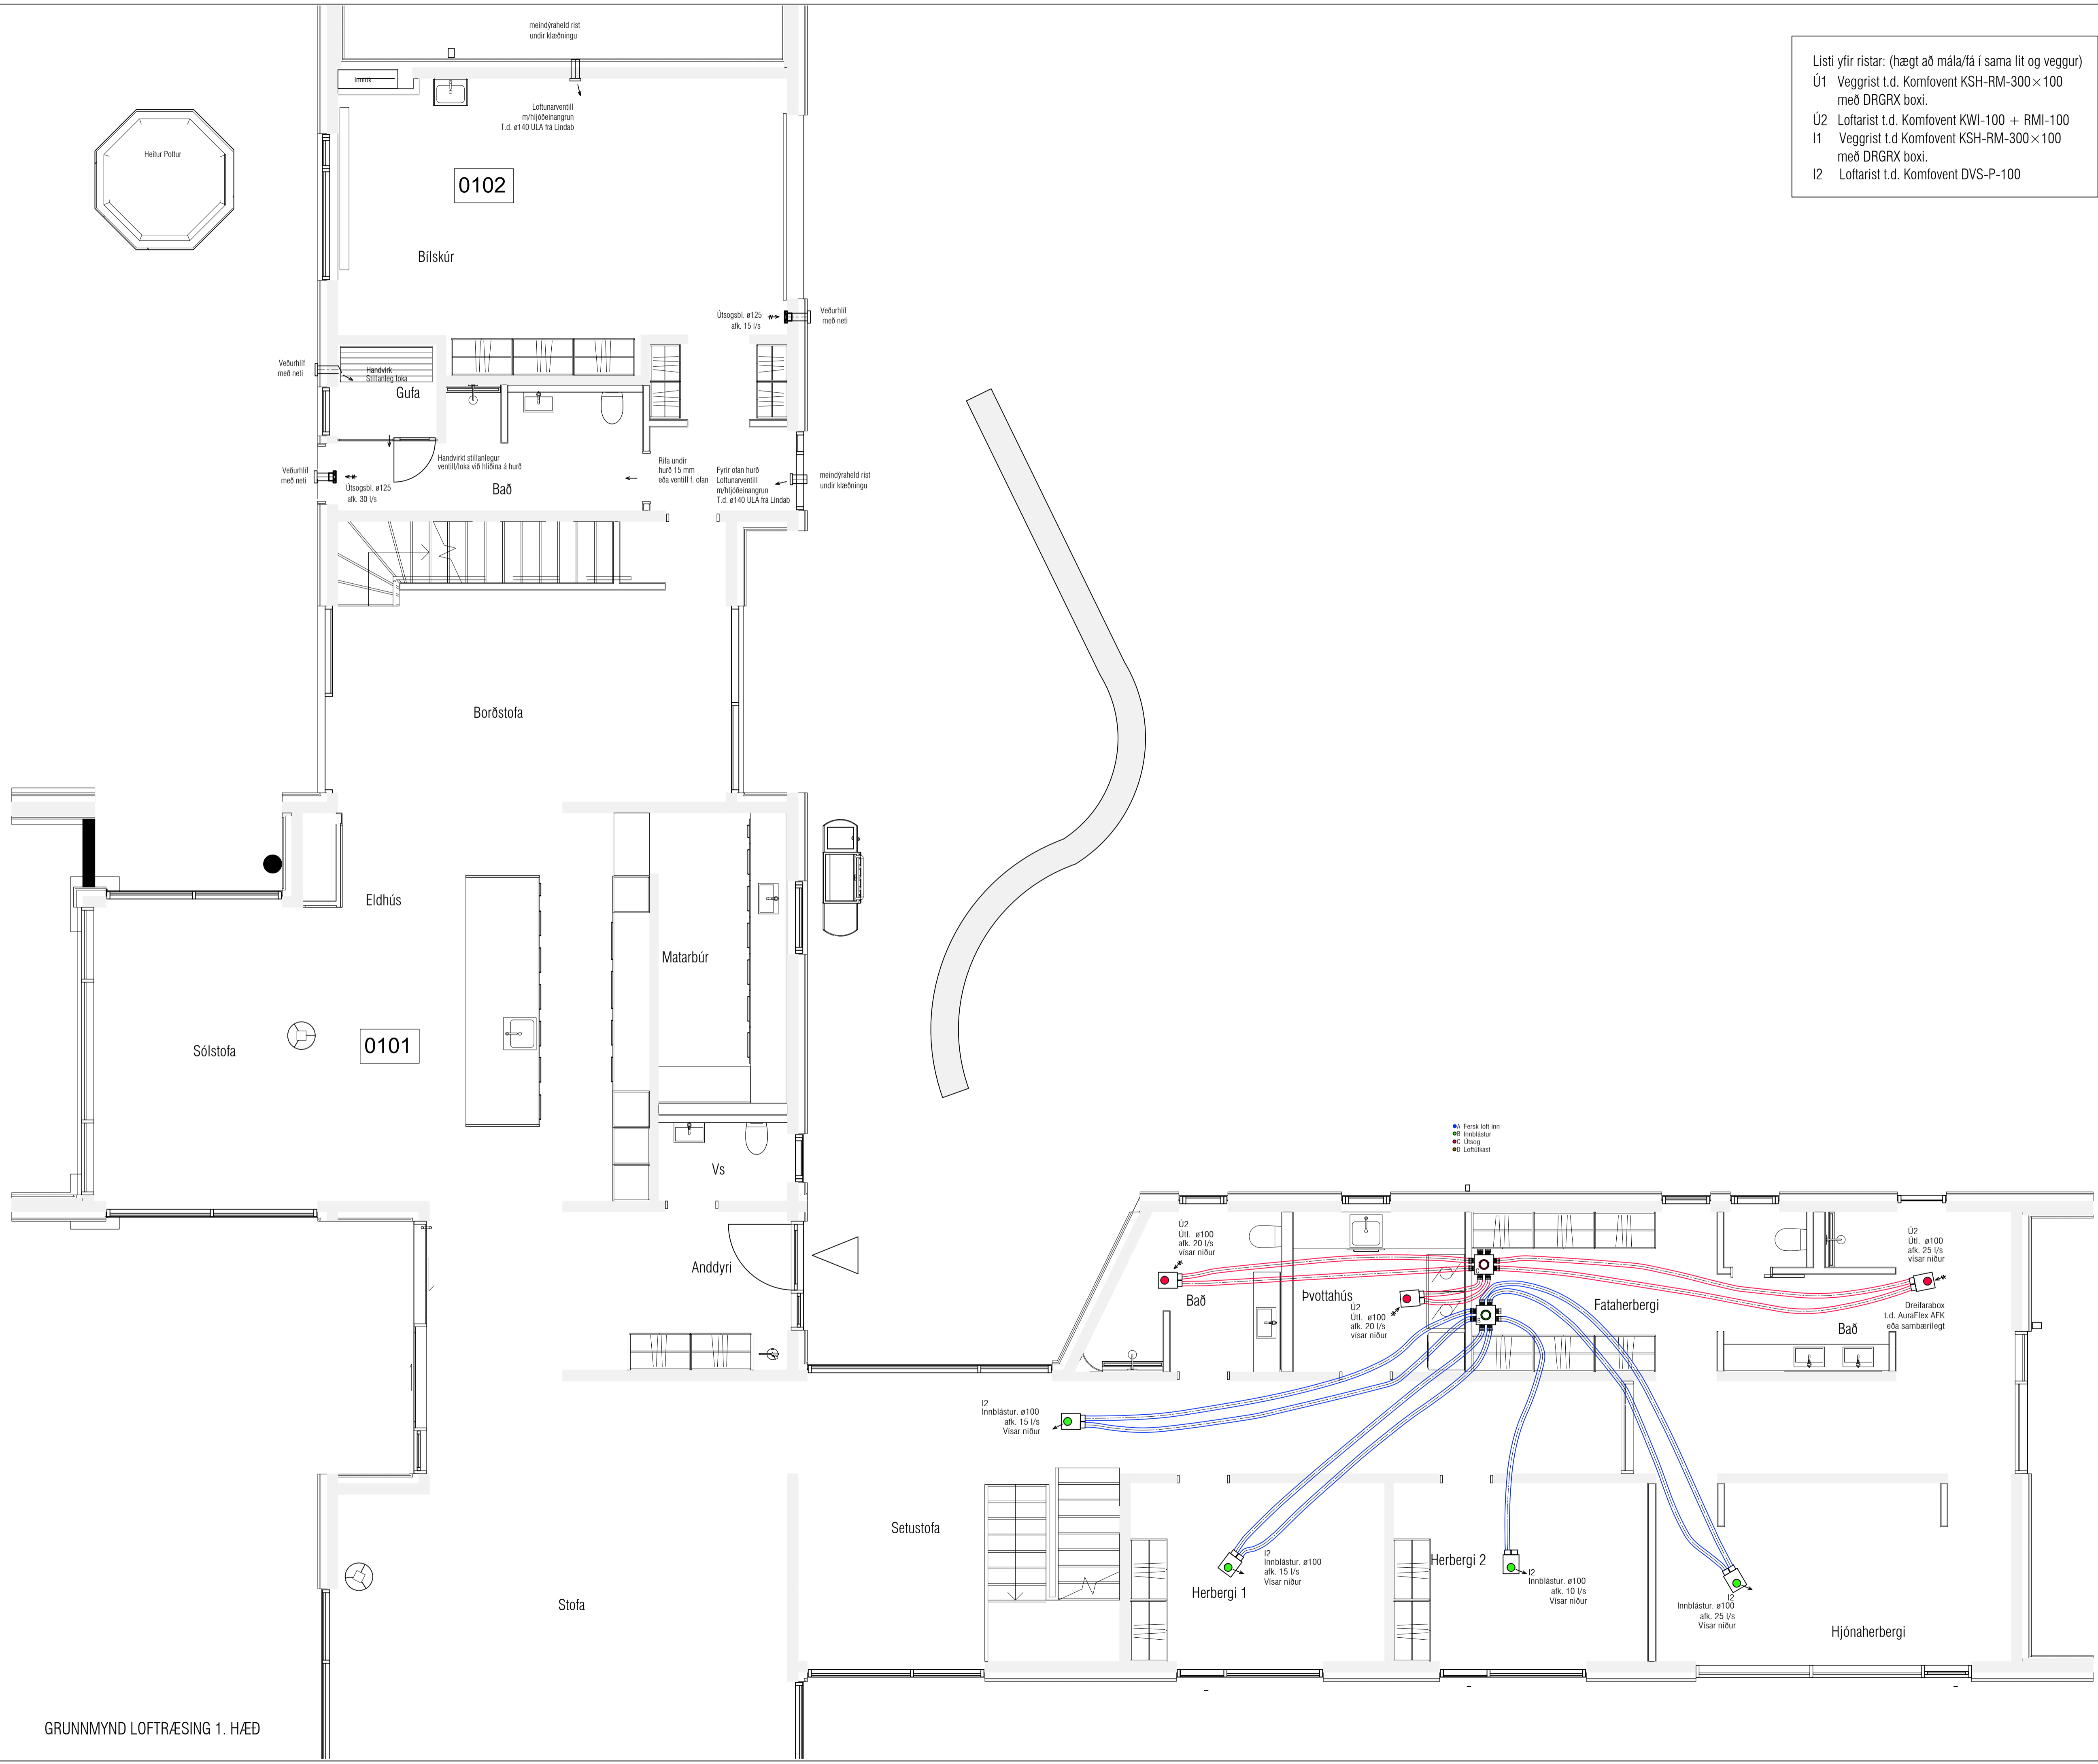 meindýraheld rist
undir klæðningu
Inntök
Loftunarventill
m/hljóðeinangrun
T.d. ø140 ULA frá Lindab
Listi yfir ristar: (hægt að mála/fá í sama lit og veggur)
Ú1 Veggrist t.d. Komfovent KSH-RM-300×100
með DRGRX boxi.
Ú2 Loftarist t.d. Komfovent KWI-100 + RMI-100
I1 Veggrist t.d Komfovent KSH-RM-300×100
með DRGRX boxi.
I2 Loftarist t.d. Komfovent DVS-P-100
Heitur Pottur
0102
Bílskúr
Útsogsbl. ø125
afk. 15 l/s
Veðurhlíf
með neti
Veðurhlíf
með neti
Handvirk
Stillanleg loka
Gufa
Handvirkt stillanlegur
ventill/loka við hliðina á hurð
Veðurhlíf
með neti
Útsogsbl. ø125
afk. 30 l/s
Bað
Rifa undir
hurð 15 mm
eða ventill f. ofan
Fyrir ofan hurð
Loftunarventill
m/hljóðeinangrun
T.d. ø140 ULA frá Lindab
meindýraheld rist
undir klæðningu
Borðstofa
Eldhús
Matarbúr
Sólstofa
0101
Vs
Anddyri
A Fersk loft inn
B Innblástur
C Útsog
D Loftútkast
Ú2
Útl. ø100
afk. 20 l/s
vísar niður
Bað
Þvottahús
Ú2
Útl. ø100
afk. 20 l/s
vísar niður
Fataherbergi
Ú2
Útl. ø100
afk. 25 l/s
vísar niður
Dreifarabox
t.d. AuraFlex AFK
eða sambærilegt
Bað
I2
Innblástur. ø100
afk. 15 l/s
Vísar niður
Setustofa
I2
Innblástur. ø100
afk. 15 l/s
Vísar niður
Herbergi 1
Herbergi 2
I2
Innblástur. ø100
afk. 10 l/s
Vísar niður
I2
Innblástur. ø100
afk. 25 l/s
Vísar niður
Hjónaherbergi
Stofa
GRUNNMYND LOFTRÆSING 1. HÆÐ